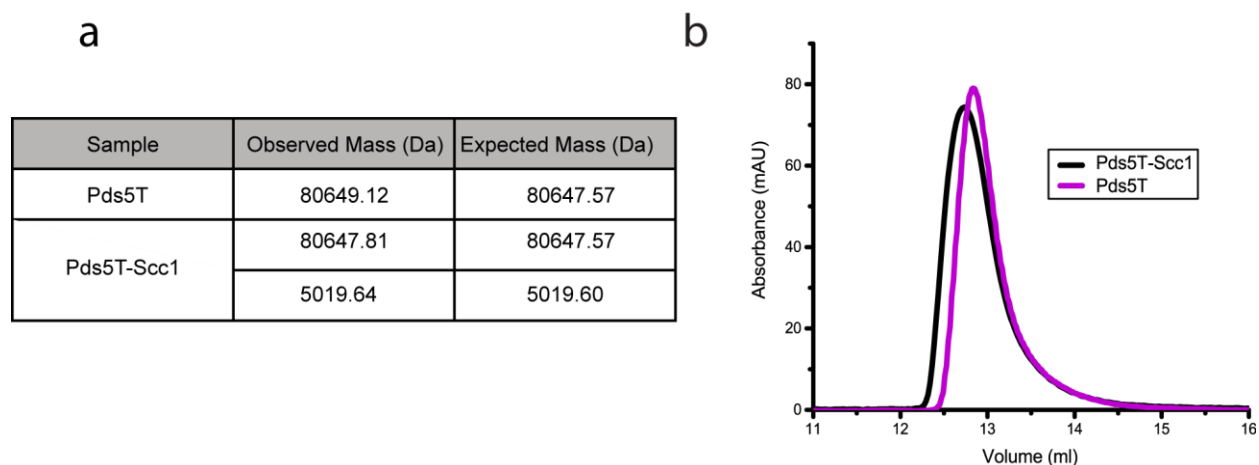 a
Sample Observed Mass (Da) Expected Mass (Da)
Pds5T 80649.12 80647.57
Pds5T-Scc1 80647.81 80647.57
5019.64 5019.60
b
80
60
40
20
0
Absorbance (mAU)
Pds5T-Scc1
Pds5T
11 12 13 14 15 16
Volume (ml)